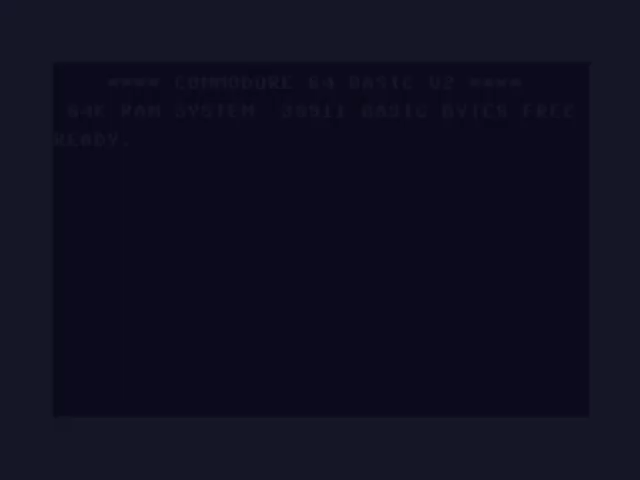 **** COMMODORE 64 BASIC V2 ****
64K RAM SYSTEM 38911 BASIC BYTES FREE
READY.